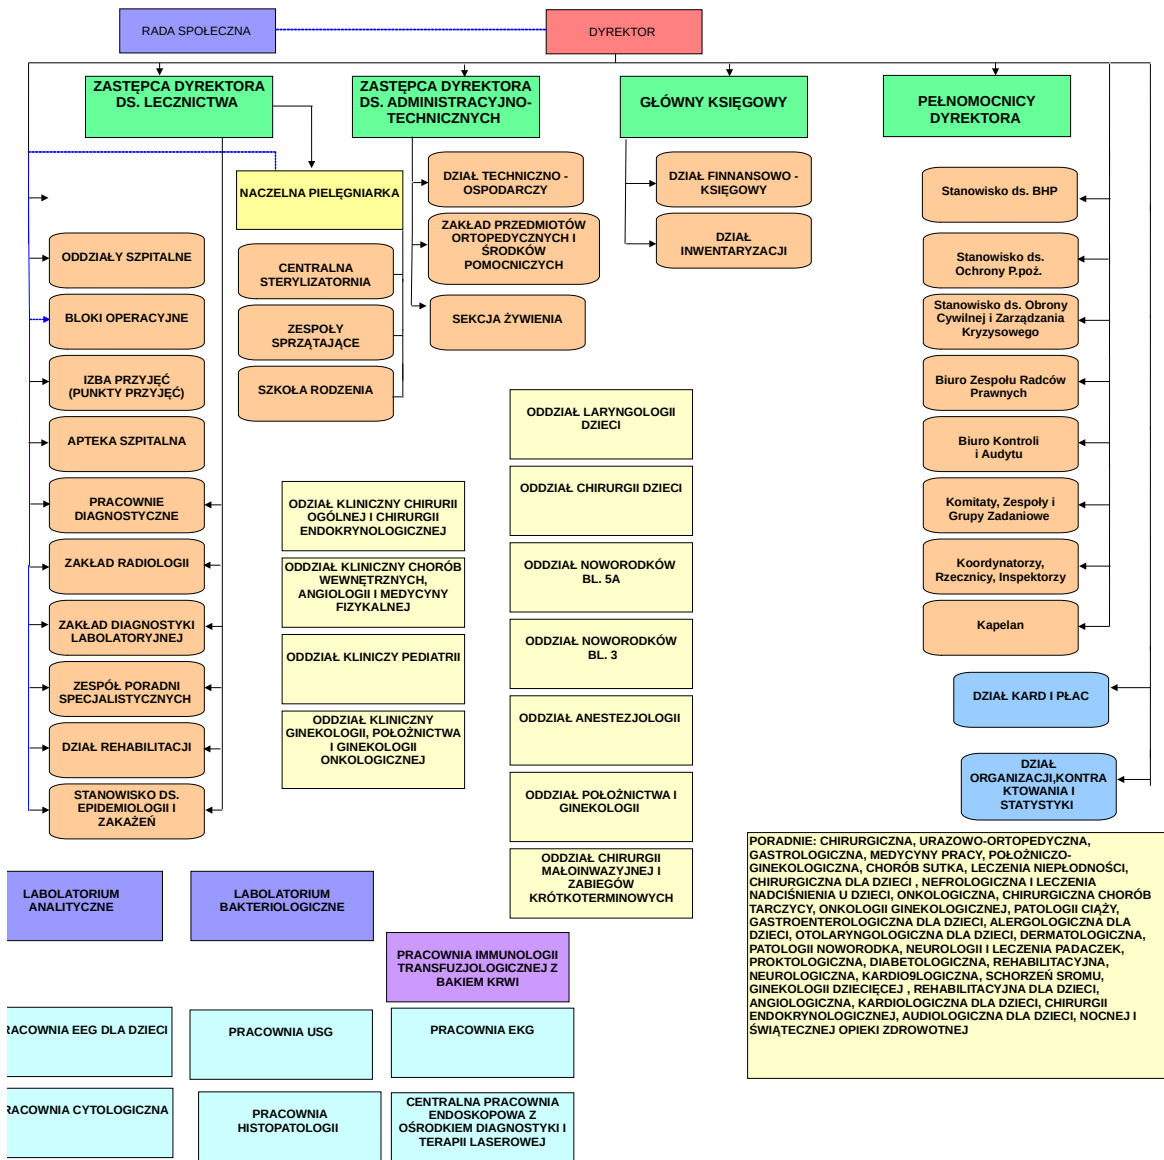 RADA SPOŁECZNA
DYREKTOR
ZASTĘPCA DYREKTORA
DS. LECZNICTWA
ZASTĘPCA DYREKTORA
DS. ADMINISTRACYJNO-
TECHNICZNYCH
GŁÓWNY KSIĘGOWY
PEŁNOMOCNICY
DYREKTORA
NACZELNA PIELĘGNIARKA
DZIAŁ TECHNICZNO -
OSPODARCZY
DZIAŁ FINNANSOWO -
KSIĘGOWY
Stanowisko ds. BHP
ZAKŁAD PRZEDMIOTÓW
ORTOPEDYCZNYCH I
ŚRODKÓW
POMOCNICZYCH
DZIAŁ
INWENTARYZACJI
ODDZIAŁY SZPITALNE
CENTRALNA
STERYLIZATORNIA
Stanowisko ds.
Ochrony P.poż.
BLOKI OPERACYJNE
ZESPOŁY
SPRZĄTAJĄCE
SEKCJA ŻYWIENIA
Stanowisko ds. Obrony
Cywilnej i Zarządzania
Kryzysowego
IZBA PRZYJĘĆ
(PUNKTY PRZYJĘĆ)
SZKOŁA RODZENIA
Biuro Zespołu Radców
Prawnych
APTEKA SZPITALNA
ODDZIAŁ LARYNGOLOGII
DZIECI
Biuro Kontroli
i Audytu
PRACOWNIE
DIAGNOSTYCZNE
ODZIAŁ KLINICZNY CHIRURII
OGÓLNEJ I CHIRURGII
ENDOKRYNOLOGICZNEJ
ODDZIAŁ CHIRURGII DZIECI
Komitaty, Zespoły i
Grupy Zadaniowe
ZAKŁAD RADIOLOGII
ODDZIAŁ KLINICZNY CHORÓB
WEWNĘTRZNYCH,
ANGIOLOGII I MEDYCYNY
FIZYKALNEJ
ODDZIAŁ NOWORODKÓW
BL. 5A
Koordynatorzy,
Rzecznicy, Inspektorzy
ZAKŁAD DIAGNOSTYKI
LABOLATORYJNEJ
ODDZIAŁ KLINICZY PEDIATRII
ODDZIAŁ NOWORODKÓW
BL. 3
Kapelan
ZESPÓŁ PORADNI
SPECJALISTYCZNYCH
DZIAŁ KARD I PŁAC
DZIAŁ REHABILITACJI
ODDZIAŁ KLINICZNY
GINEKOLOGII, POŁOŻNICTWA
I GINEKOLOGII
ONKOLOGICZNEJ
ODDZIAŁ ANESTEZJOLOGII
STANOWISKO DS.
EPIDEMIOLOGII I
ZAKAŻEŃ
ODDZIAŁ POŁOŻNICTWA I
GINEKOLOGII
DZIAŁ
ORGANIZACJI,KONTRA
KTOWANIA I
STATYSTYKI
ODDZIAŁ CHIRURGII
MAŁOINWAZYJNEJ I
ZABIEGÓW
KRÓTKOTERMINOWYCH
PORADNIE: CHIRURGICZNA, URAZOWO-ORTOPEDYCZNA,
GASTROLOGICZNA, MEDYCYNY PRACY, POŁOŻNICZO-
GINEKOLOGICZNA, CHORÓB SUTKA, LECZENIA NIEPŁODNOŚCI,
CHIRURGICZNA DLA DZIECI , NEFROLOGICZNA I LECZENIA
NADCIŚNIENIA U DZIECI, ONKOLOGICZNA, CHIRURGICZNA CHORÓB
TARCZYCY, ONKOLOGII GINEKOLOGICZNEJ, PATOLOGII CIĄŻY,
GASTROENTEROLOGICZNA DLA DZIECI, ALERGOLOGICZNA DLA
DZIECI, OTOLARYNGOLOGICZNA DLA DZIECI, DERMATOLOGICZNA,
PATOLOGII NOWORODKA, NEUROLOGII I LECZENIA PADACZEK,
PROKTOLOGICZNA, DIABETOLOGICZNA, REHABILITACYJNA,
NEUROLOGICZNA, KARDIO9LOGICZNA, SCHORZEŃ SROMU,
GINEKOLOGII DZIECIĘCEJ , REHABILITACYJNA DLA DZIECI,
ANGIOLOGICZNA, KARDIOLOGICZNA DLA DZIECI, CHIRURGII
ENDOKRYNOLOGICZNEJ, AUDIOLOGICZNA DLA DZIECI, NOCNEJ I
ŚWIĄTECZNEJ OPIEKI ZDROWOTNEJ
LABOLATORIUM
ANALITYCZNE
LABOLATORIUM
BAKTERIOLOGICZNE
PRACOWNIA IMMUNOLOGII
TRANSFUZJOLOGICZNEJ Z
BAKIEM KRWI
RACOWNIA EEG DLA DZIECI
PRACOWNIA USG
PRACOWNIA EKG
RACOWNIA CYTOLOGICZNA
PRACOWNIA
HISTOPATOLOGII
CENTRALNA PRACOWNIA
ENDOSKOPOWA Z
OŚRODKIEM DIAGNOSTYKI I
TERAPII LASEROWEJ